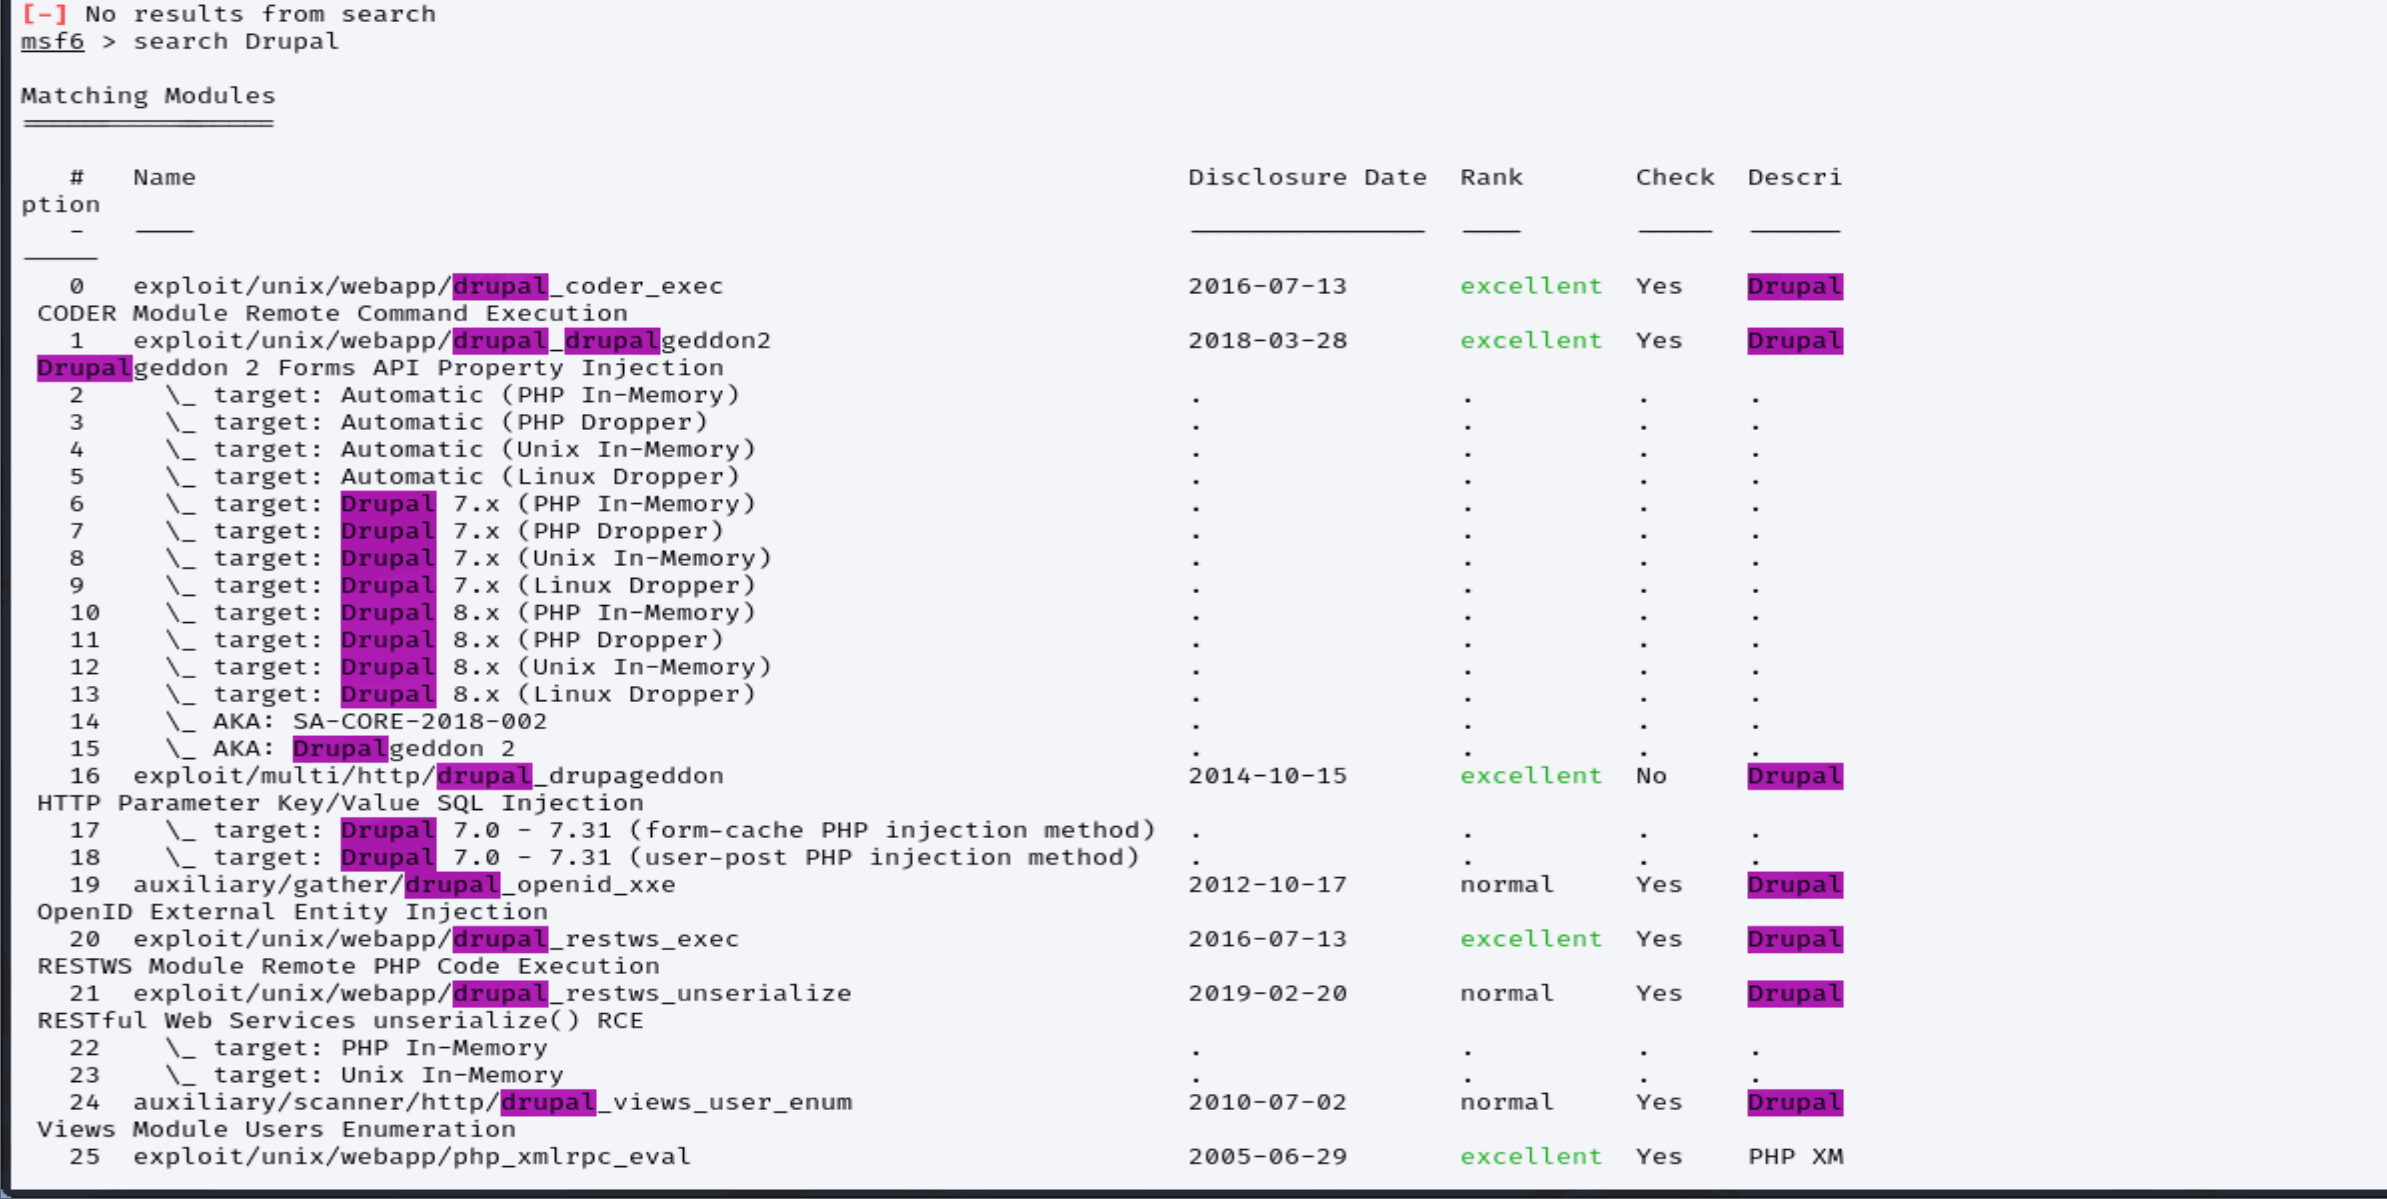 [-] No results from search
msf6 > search Drupal
Matching Modules
================
# Name Disclosure Date Rank Check Descri
ption
- ---- --------------- ---- ----- ------
-----
0 exploit/unix/webapp/drupal_coder_exec 2016-07-13 excellent Yes Drupal
CODER Module Remote Command Execution
1 exploit/unix/webapp/drupal_drupalgeddon2 2018-03-28 excellent Yes Drupal
Drupalgeddon 2 Forms API Property Injection
2 \_ target: Automatic (PHP In-Memory) . . . .
3 \_ target: Automatic (PHP Dropper) . . . .
4 \_ target: Automatic (Unix In-Memory) . . . .
5 \_ target: Automatic (Linux Dropper) . . . .
6 \_ target: Drupal 7.x (PHP In-Memory) . . . .
7 \_ target: Drupal 7.x (PHP Dropper) . . . .
8 \_ target: Drupal 7.x (Unix In-Memory) . . . .
9 \_ target: Drupal 7.x (Linux Dropper) . . . .
10 \_ target: Drupal 8.x (PHP In-Memory) . . . .
11 \_ target: Drupal 8.x (PHP Dropper) . . . .
12 \_ target: Drupal 8.x (Unix In-Memory) . . . .
13 \_ target: Drupal 8.x (Linux Dropper) . . . .
14 \_ AKA: SA-CORE-2018-002 . . . .
15 \_ AKA: Drupalgeddon 2 . . . .
16 exploit/multi/http/drupal_drupageddon 2014-10-15 excellent No Drupal
HTTP Parameter Key/Value SQL Injection
17 \_ target: Drupal 7.0 - 7.31 (form-cache PHP injection method) . . . .
18 \_ target: Drupal 7.0 - 7.31 (user-post PHP injection method) . . . .
19 auxiliary/gather/drupal_openid_xxe 2012-10-17 normal Yes Drupal
OpenID External Entity Injection
20 exploit/unix/webapp/drupal_restws_exec 2016-07-13 excellent Yes Drupal
RESTWS Module Remote PHP Code Execution
21 exploit/unix/webapp/drupal_restws_unserialize 2019-02-20 normal Yes Drupal
RESTful Web Services unserialize() RCE
22 \_ target: PHP In-Memory . . . .
23 \_ target: Unix In-Memory . . . .
24 auxiliary/scanner/http/drupal_views_user_enum 2010-07-02 normal Yes Drupal
Views Module Users Enumeration
25 exploit/unix/webapp/php_xmlrpc_eval 2005-06-29 excellent Yes PHP XM